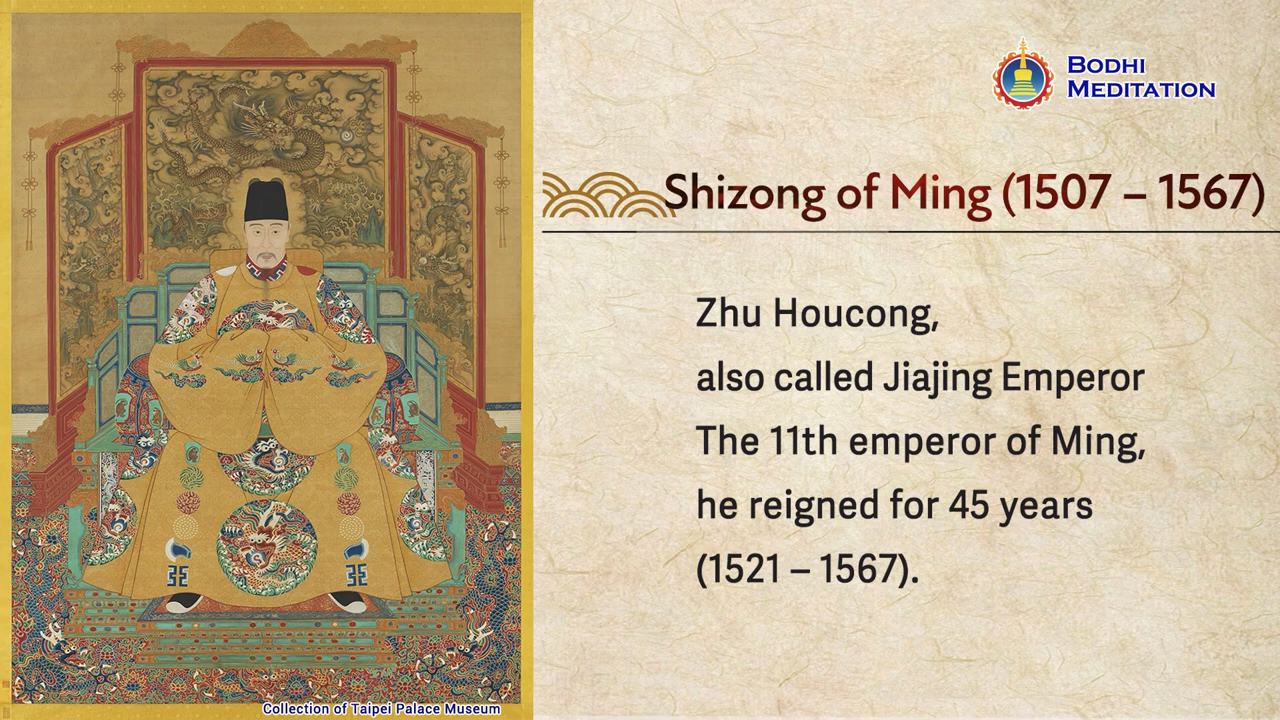 BODHI
MEDITATION
Shizong of Ming (1507 – 1567)
Zhu Houcong,
also called Jiajing Emperor
The 11th emperor of Ming,
he reigned for 45 years
(1521 – 1567).
Collection of Taipei Palace Museum